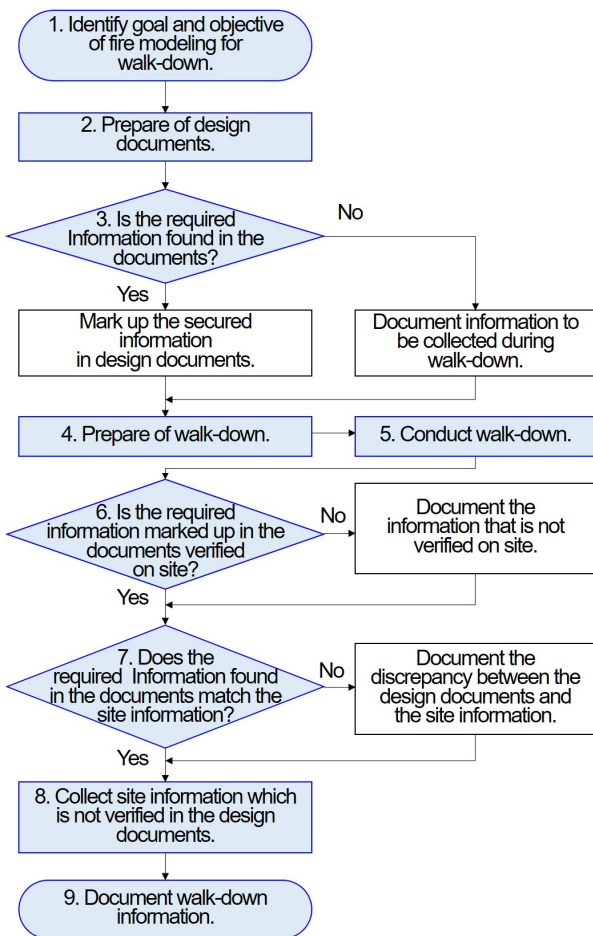 1. Identify goal and objective
of fire modeling for
walk-down.
2. Prepare of design
documents.
3. Is the required
Information found in the
documents?
No
Yes
Mark up the secured
information
in design documents.
Document information to
be collected during
walk-down.
4. Prepare of walk-down.
5. Conduct walk-down.
6. Is the required
information marked up in the
documents verified
on site?
No
Document the
information that is not
verified on site.
Yes
7. Does the
required Information found
in the documents match the
site information?
No
Document the
discrepancy between the
design documents and
the site information.
Yes
8. Collect site information which
is not verified in the design
documents.
9. Document walk-down
information.